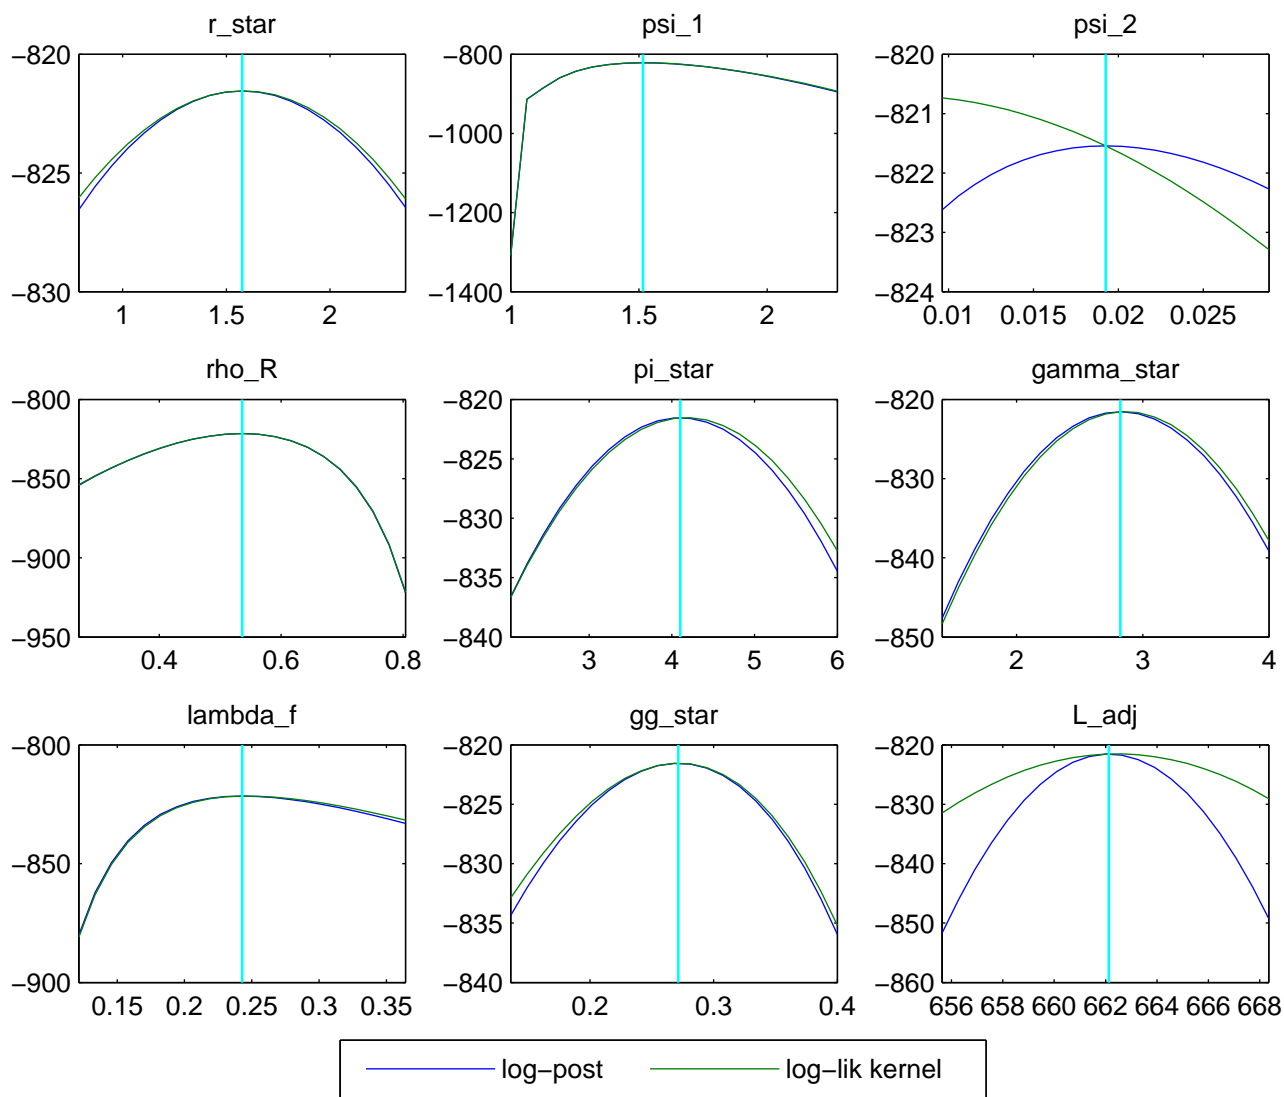 r_star psi_1 psi_2
−820 −800 −820
−821
−1000
−825 −822
−1200
−823
−830 −1400 −824
1 1.5 2 1 1.5 2 0.01 0.015 0.02 0.025
rho_R pi_star gamma_star
−800 −820 −820
−825
−850 −830
−830
−900 −840
−835
−950 −840 −850
0.4 0.6 0.8 3 4 5 6 2 3 4
lambda_f gg_star L_adj
−800 −820 −820
−825 −830
−850 −830 −840
−835 −850
−900 −840 −860
0.15 0.2 0.25 0.3 0.35 0.2 0.3 0.4 656 658 660 662 664 666 668
log−post log−lik kernel